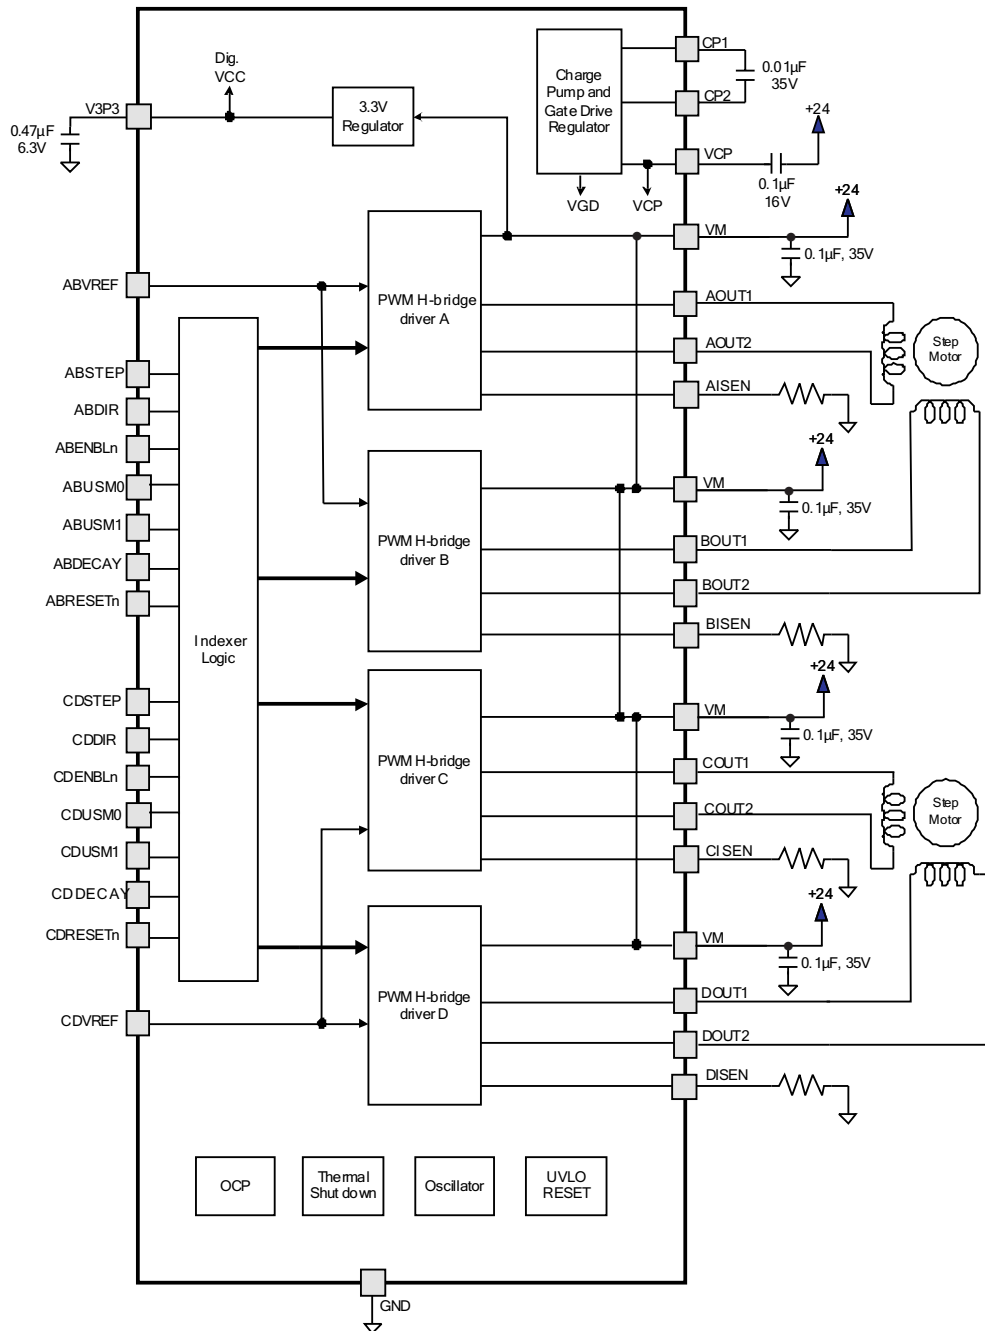 Dig.
VCC
V3P3
0.47µF
6.3V
3.3V
Regulator
Charge
Pump and
Gate Drive
Regulator
CP1
CP2
0.01µF
35V
+24
VCP
0.1µF
16V
VGD
VCP
+24
VM
0.1µF, 35V
ABVREF
PWM H-bridge
driver A
AOUT1
AOUT2
AISEN
Step
Motor
ABSTEP
ABDIR
ABENBLn
ABUSM0
ABUSM1
ABDECAY
ABRESETn
+24
VM
0.1µF, 35V
PWM H-bridge
driver B
BOUT1
BOUT2
BISEN
Indexer
Logic
+24
VM
0.1µF, 35V
CDSTEP
CDDIR
CDENBLn
CDUSM0
CDUSM1
CDDECAY
CDRESETn
PWM H-bridge
driver C
COUT1
COUT2
CISEN
Step
Motor
+24
VM
0.1µF, 35V
CDVREF
PWM H-bridge
driver D
DOUT1
DOUT2
DISEN
OCP
Thermal
Shut down
Oscillator
UVLO
RESET
GND